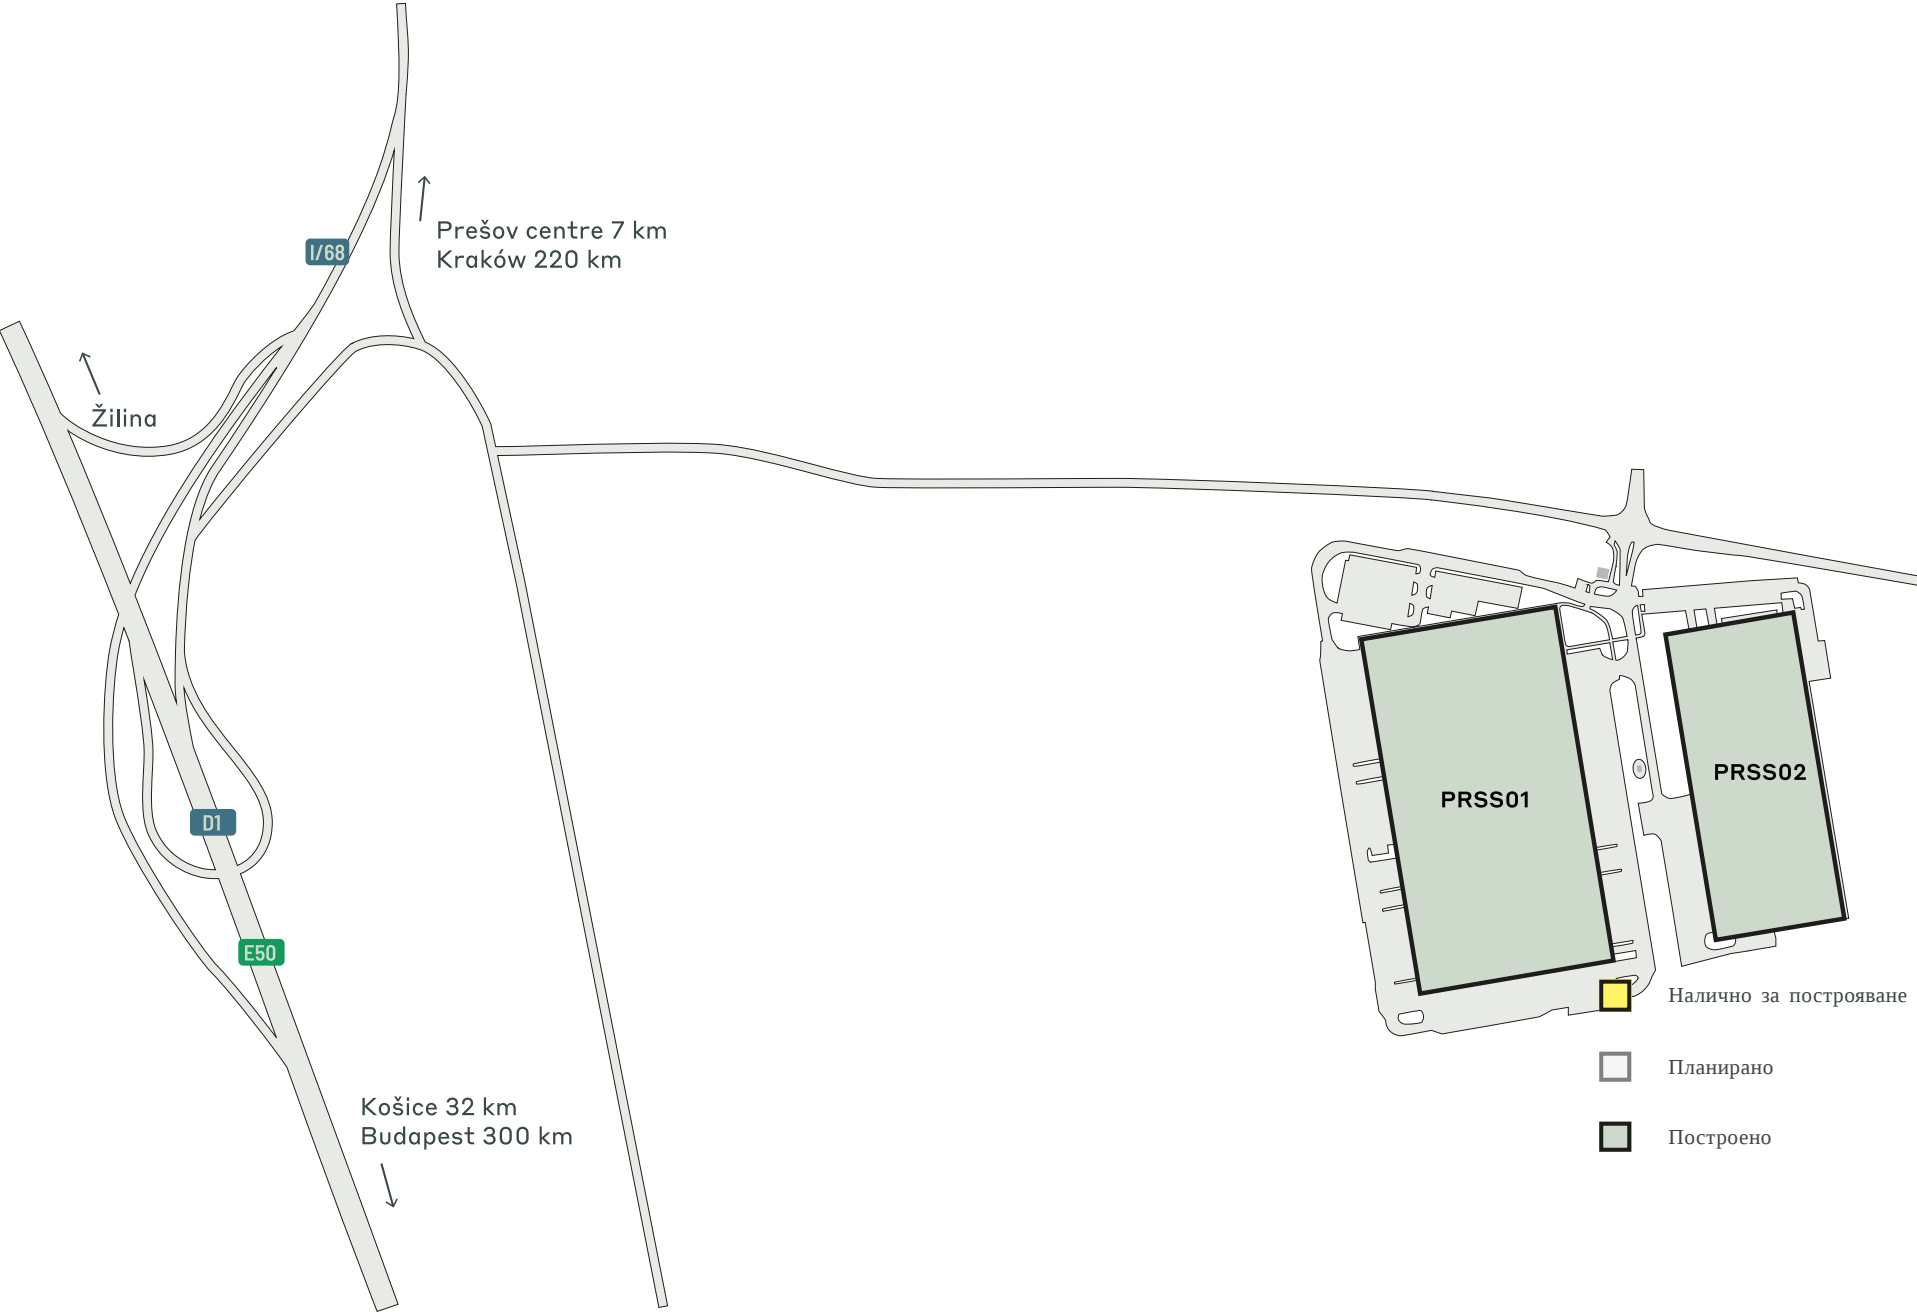 Prešov centre 7 km
Kraków 220 km
I/68
Žilina
PRSS02
PRSS01
D1
E50
Налично за построяване
Планирано
Построено
Košice 32 km
Budapest 300 km